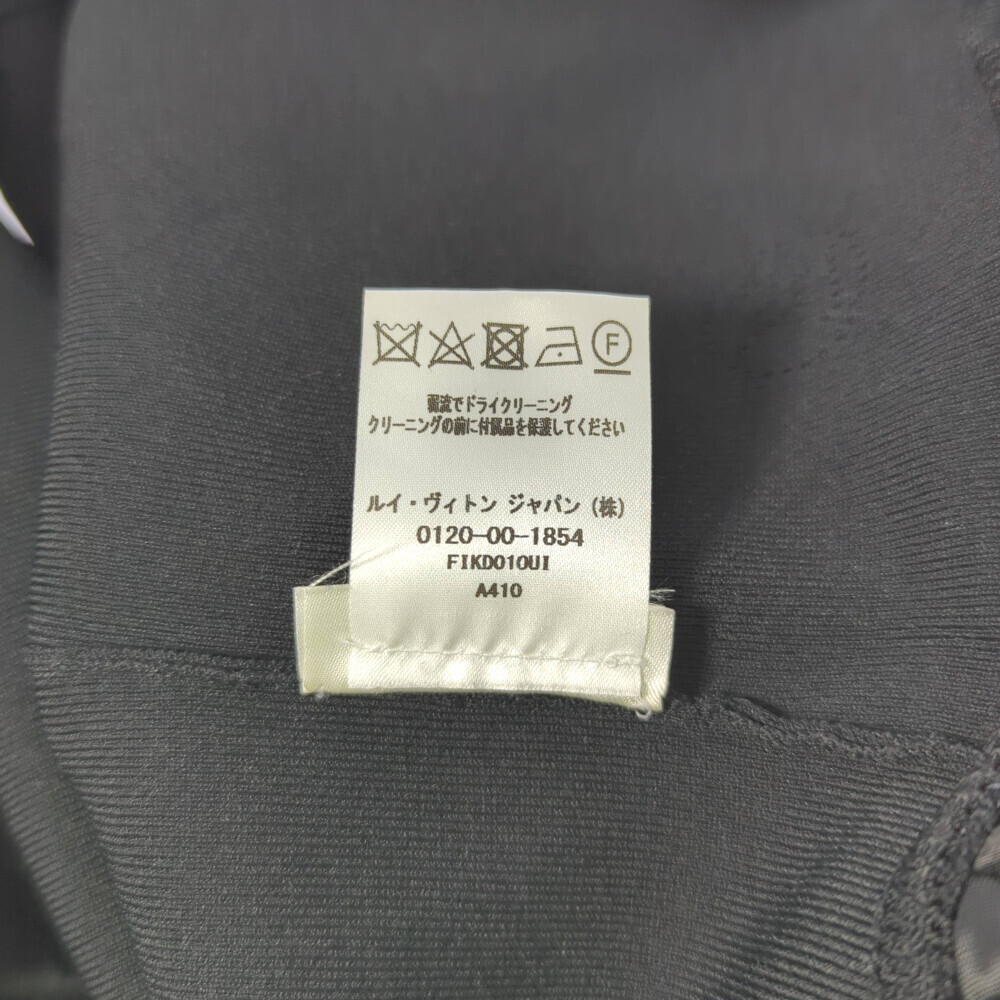 F
弱流でドライクリーニング
クリーニングの前に付属品を保護してください
ルイ・ヴィトン ジャパン (株)
0120-00-1854
FIKD010UI
A410